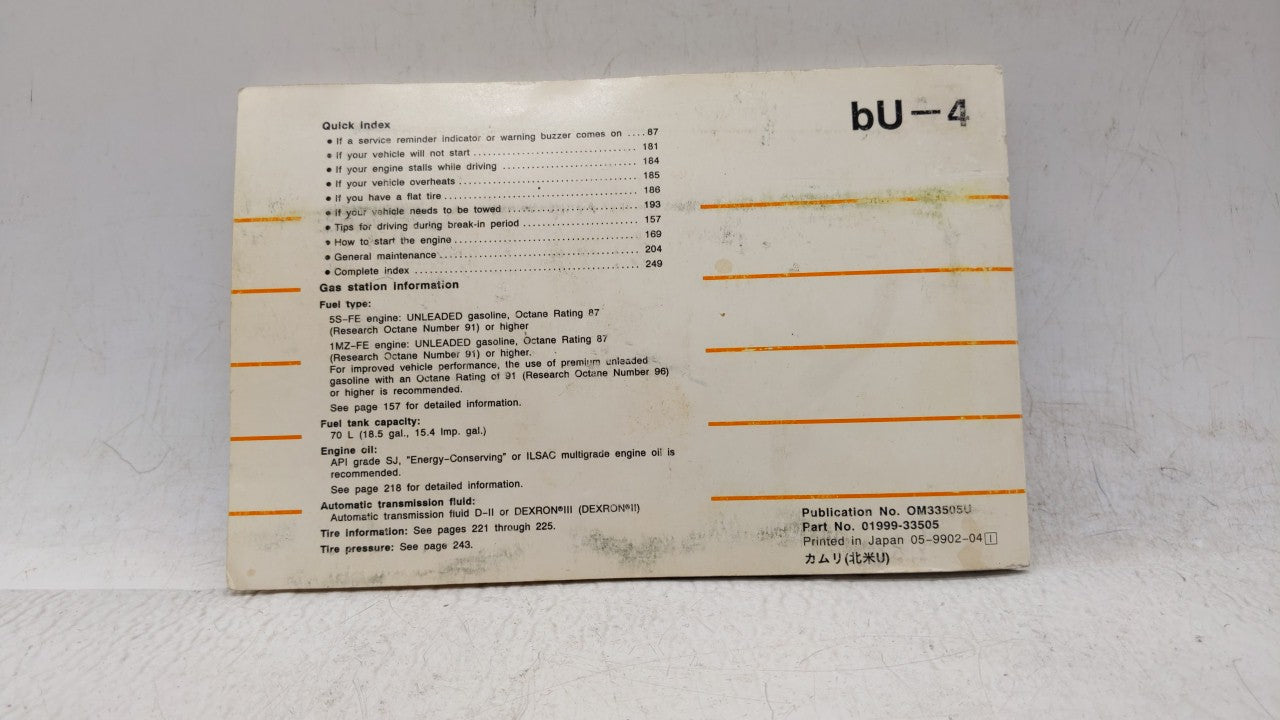 bU-4
Quick index
● If a service reminder indicator or warning buzzer comes on ....87
● If your vehicle will not start ........................................ 181
● If your engine stalls while driving ................................. 184
● If your vehicle overheats ............................................. 185
● If you have a flat tire ................................................. 186
● If your vehicle needs to be towed ................................ 193
● Tips for driving during break-in period .......................... 157
● How to start the engine .............................................. 169
● General maintenance .................................................. 204
● Complete index ........................................................ 249
Gas station information
Fuel type:
5S-FE engine: UNLEADED gasoline, Octane Rating 87
(Research Octane Number 91) or higher
1MZ-FE engine: UNLEADED gasoline, Octane Rating 87
(Research Octane Number 91) or higher.
For improved vehicle performance, the use of premium unleaded
gasoline with an Octane Rating of 91 (Research Octane Number 96)
or higher is recommended.
See page 157 for detailed information.
Fuel tank capacity:
70 L (18.5 gal., 15.4 Imp. gal.)
Engine oil:
API grade SJ, "Energy-Conserving" or ILSAC multigrade engine oil is
recommended.
See page 218 for detailed information.
Automatic transmission fluid:
Automatic transmission fluid D-II or DEXRON®III (DEXRON®II)
Tire information: See pages 221 through 225.
Tire pressure: See page 243.
Publication No. OM33505U
Part No. 01999-33505
Printed in Japan 05-9902-04 I
カムリ(北米U)